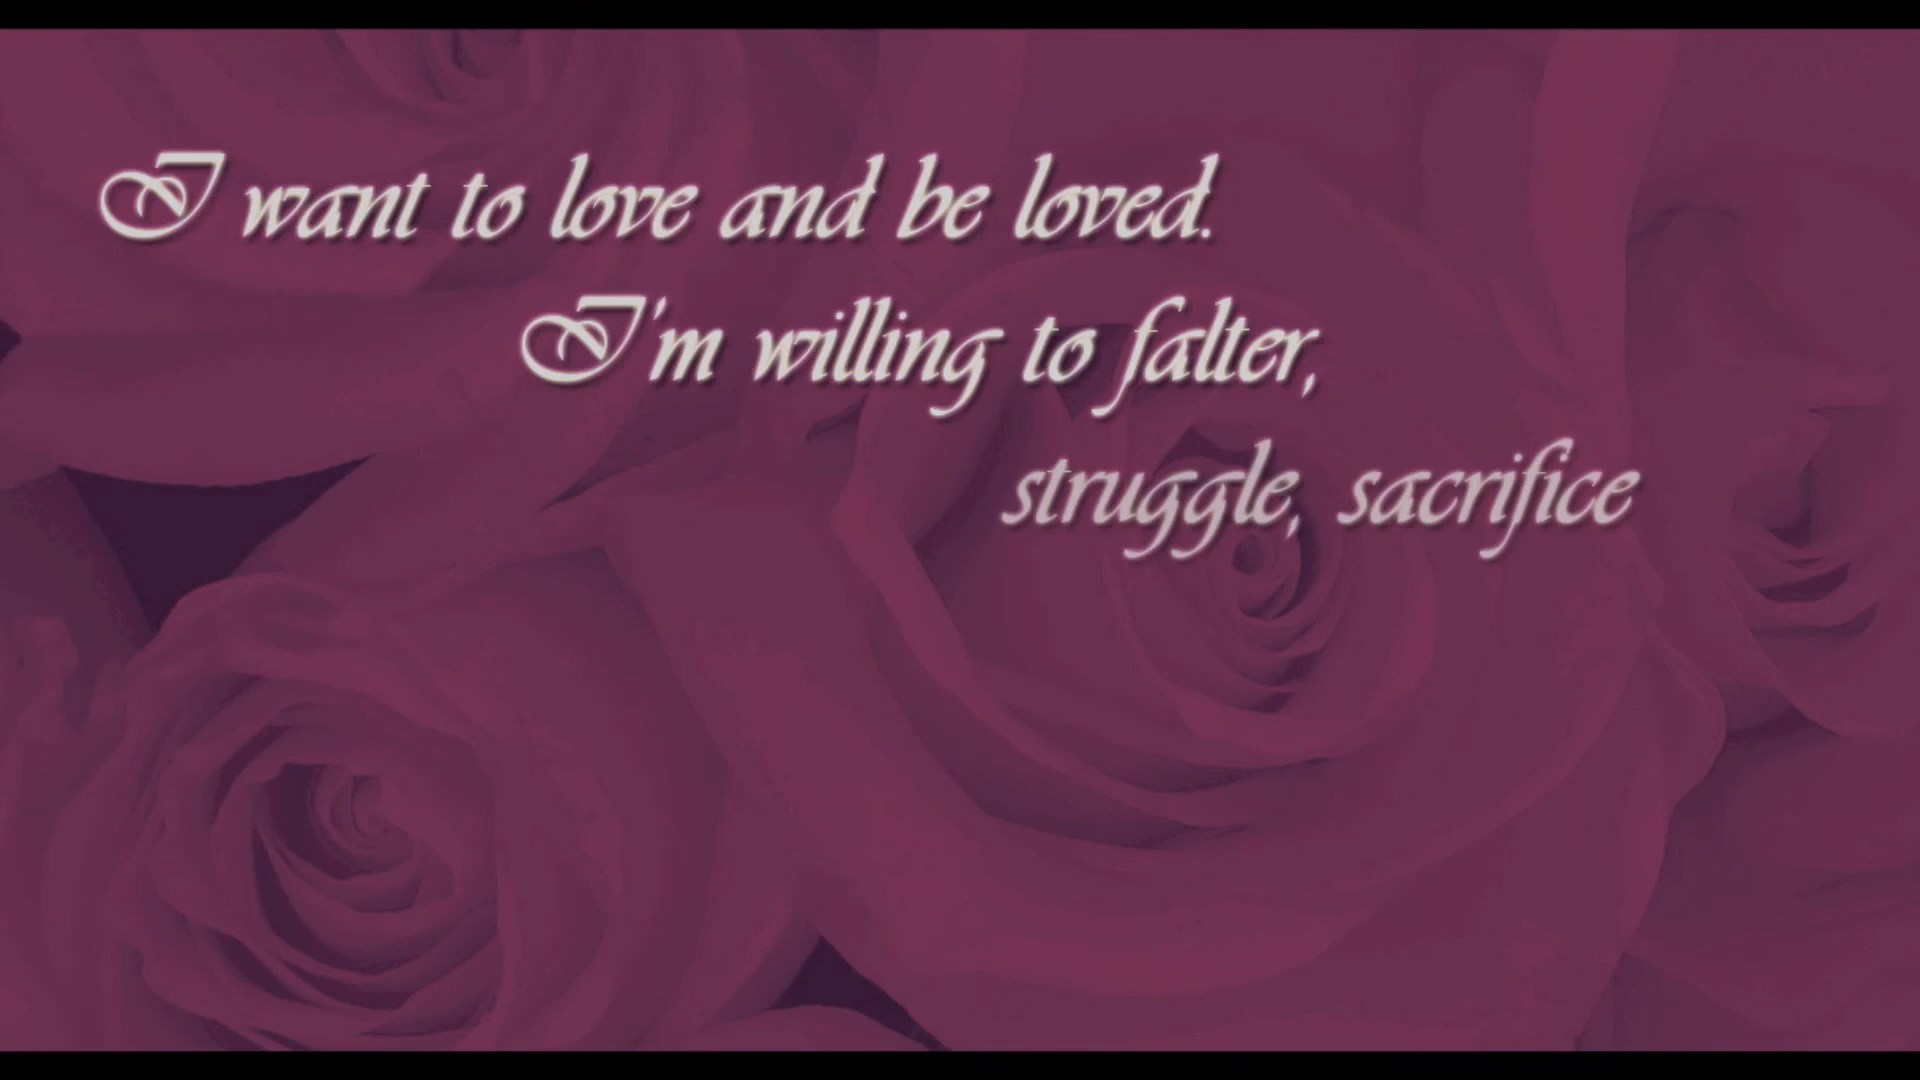 I want to love and be loved.
I'm willing to falter,
struggle, sacrifice